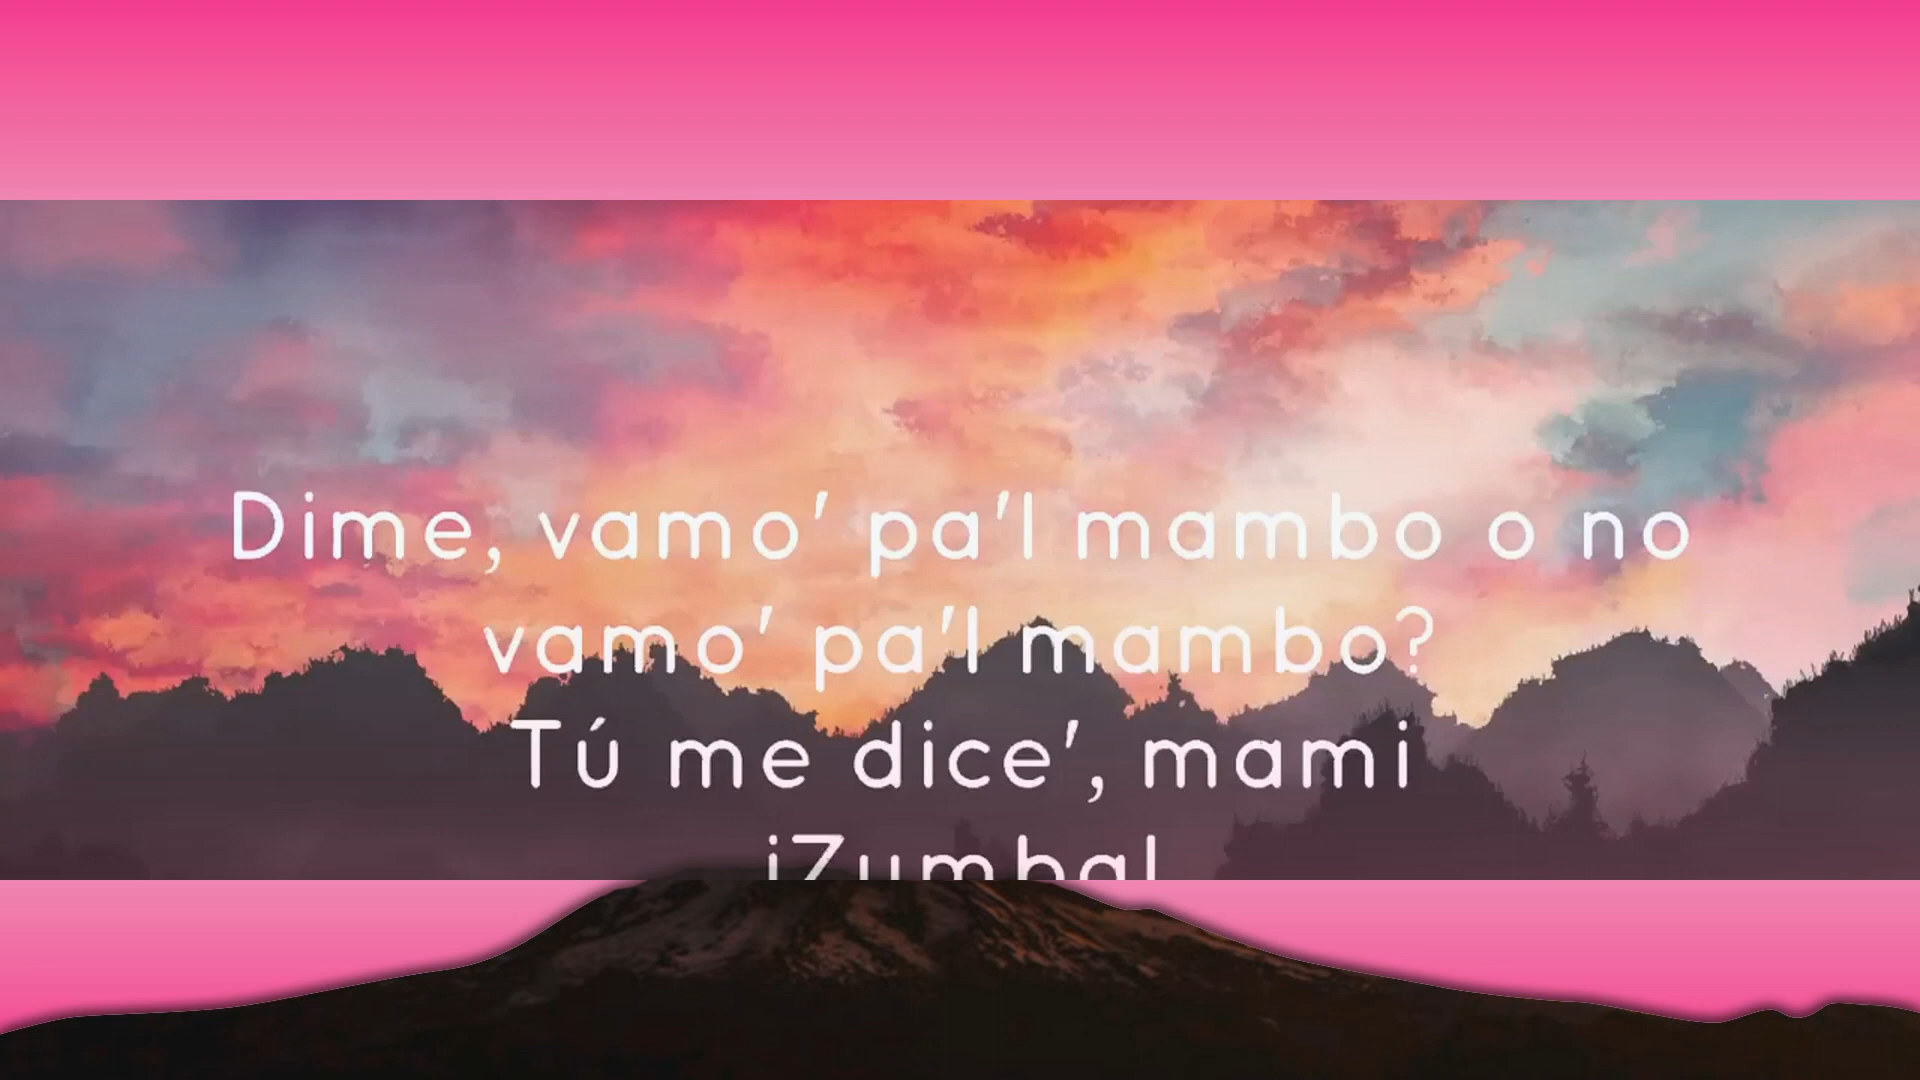 Dime, vamo' pa'l mambo o no
vamo' pa'l mambo?
Tú me dice', mami
¡Zumba!